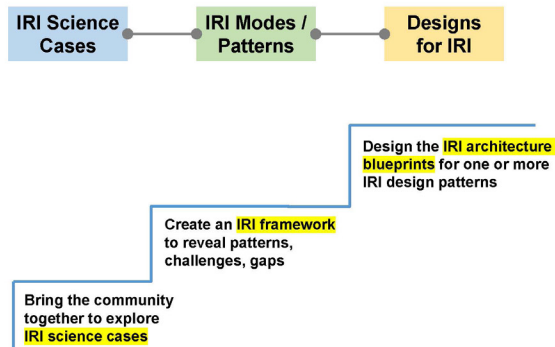 IRI Science
Cases
IRI Modes /
Patterns
Designs
for IRI
Design the IRI architecture
blueprints for one or more
IRI design patterns
Create an IRI framework
to reveal patterns,
challenges, gaps
Bring the community
together to explore
IRI science cases